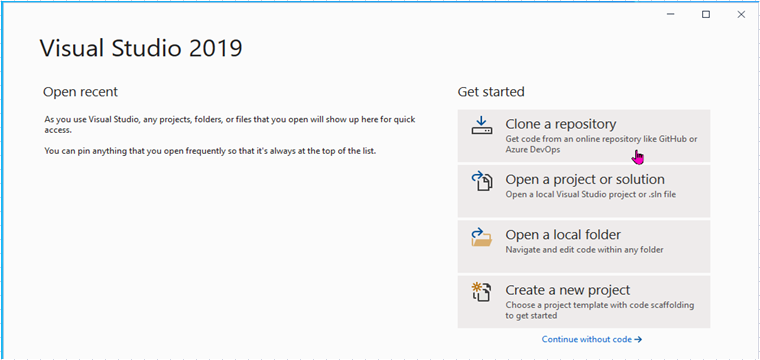 Visual Studio 2019
Open recent
As you use Visual Studio, any projects, folders, or files that you open will show up here for quick
access.
You can pin anything that you open frequently so that it's always at the top of the list.
Get started
Clone a repository
Get code from an online repository like GitHub or
Azure DevOps
Open a project or solution
Open a local Visual Studio project or .sln file
Open a local folder
Navigate and edit code within any folder
Create a new project
Choose a project template with code scaffolding
to get started
Continue without code →